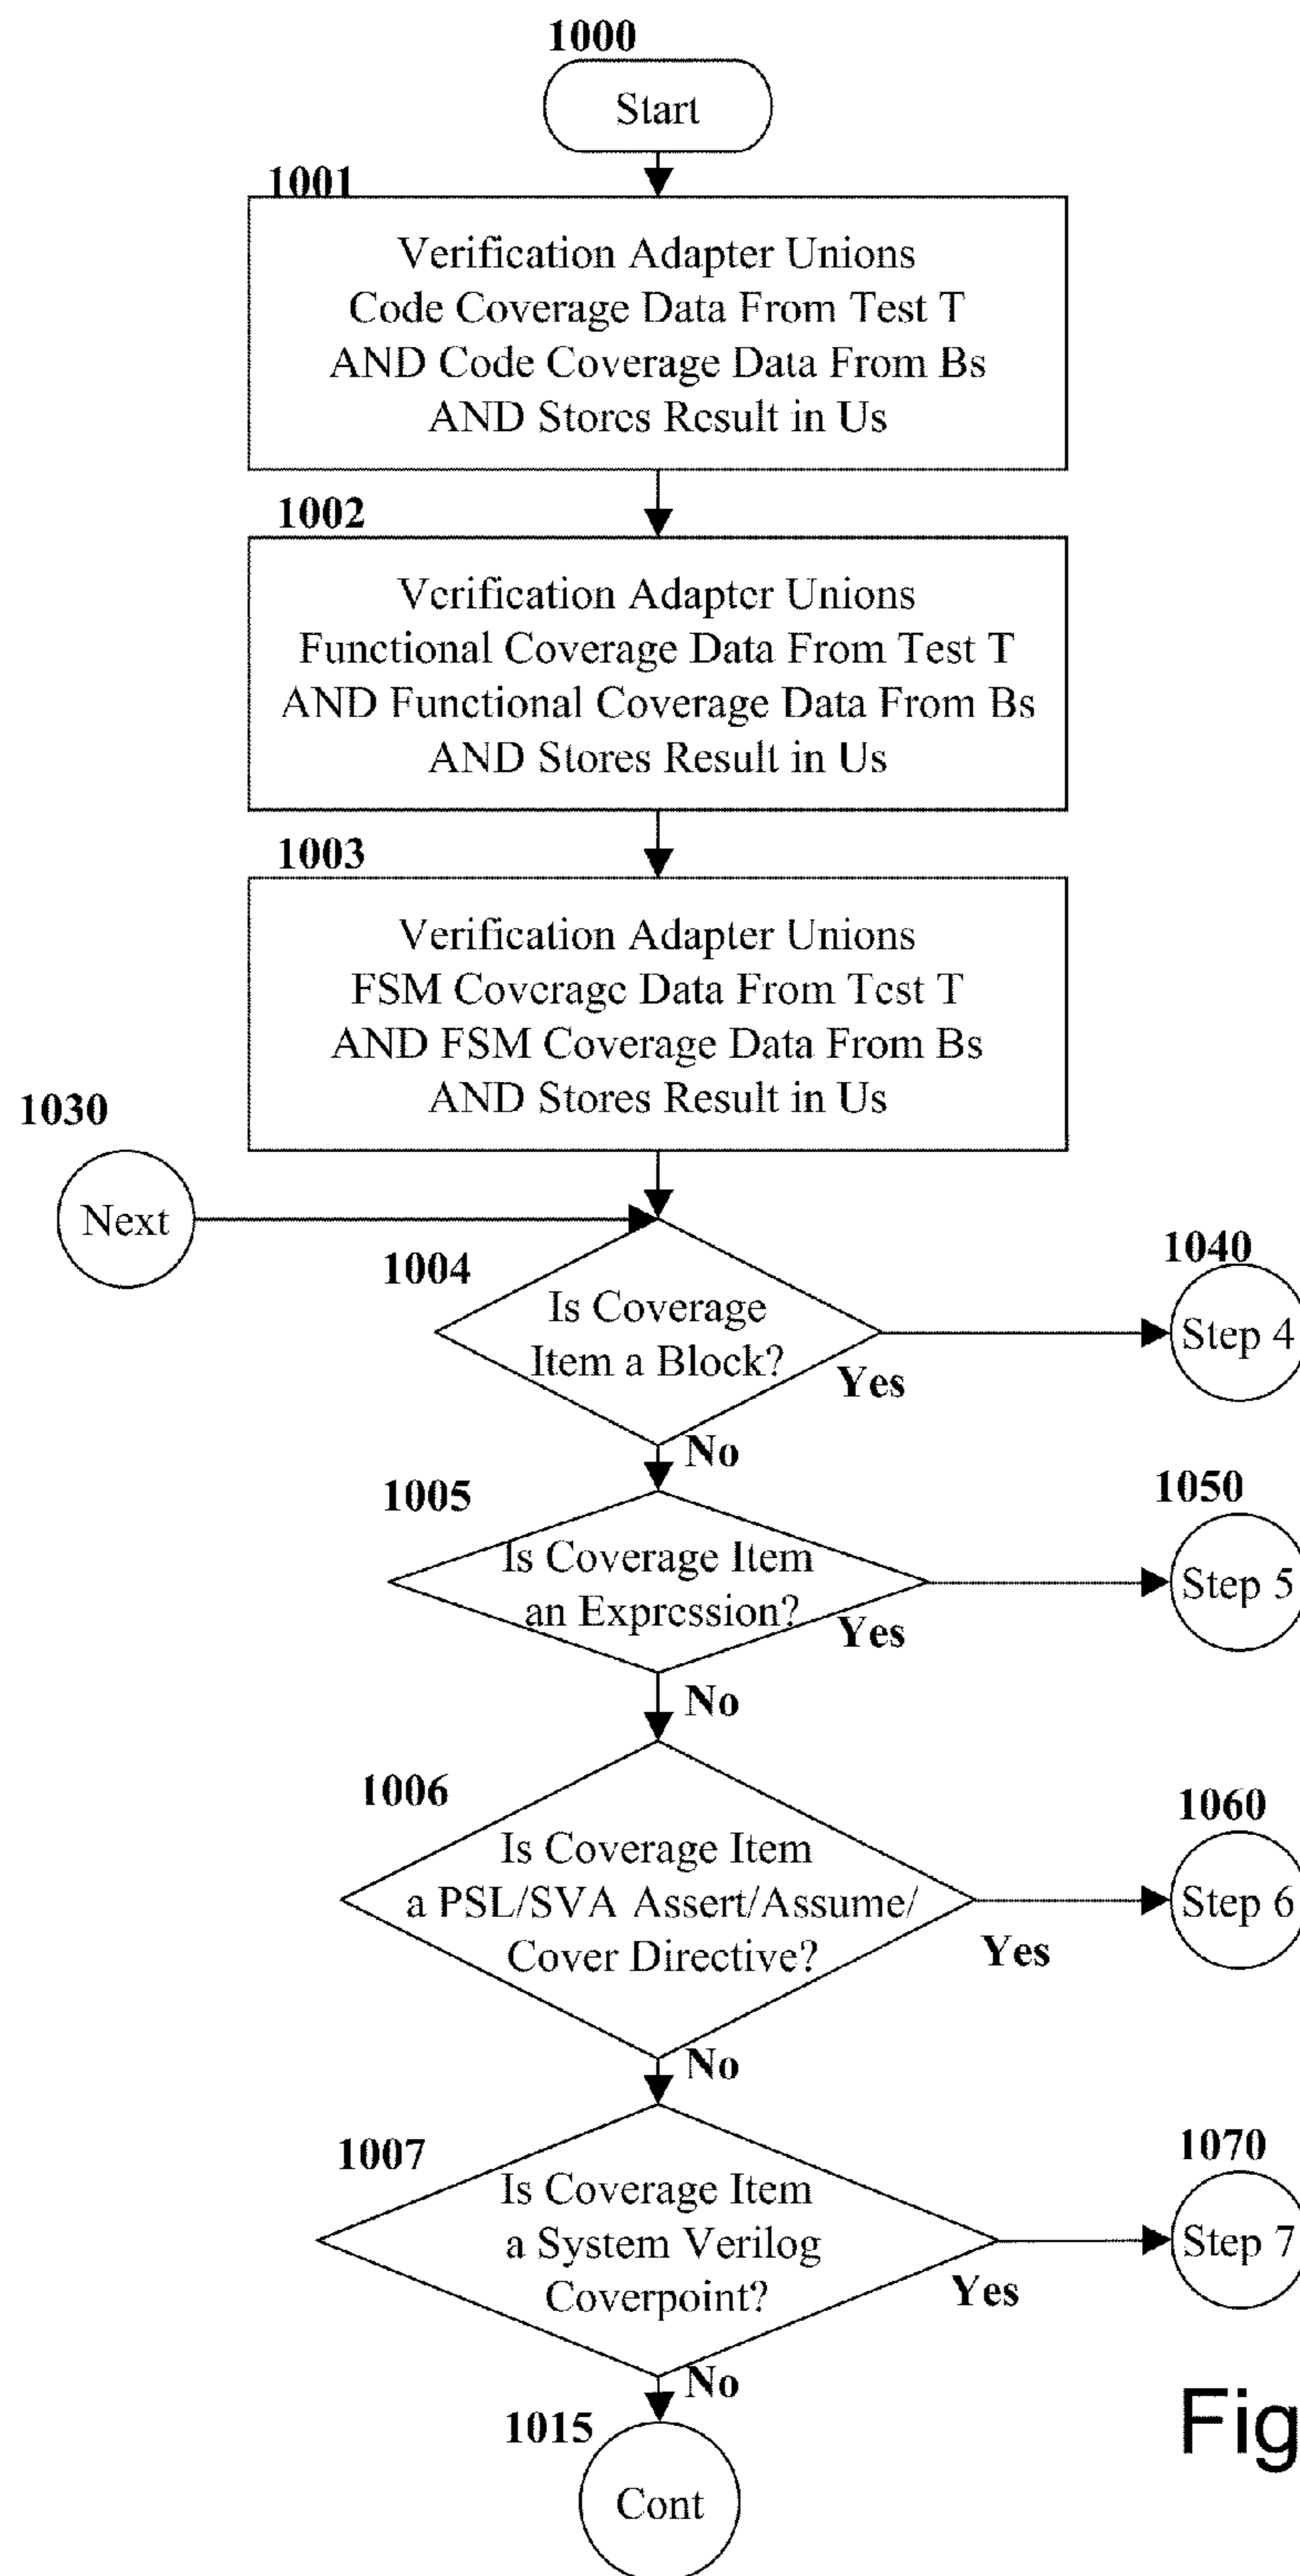 1000
Start
1001
Verification Adapter Unions
Code Coverage Data From Test T
AND Code Coverage Data From Bs
AND Stores Result in Us
1002
Verification Adapter Unions
Functional Coverage Data From Test T
AND Functional Coverage Data From Bs
AND Stores Result in Us
1003
Verification Adapter Unions
FSM Coverage Data From Test T
AND FSM Coverage Data From Bs
AND Stores Result in Us
1030
Next
1004
Is Coverage
Item a Block?
Yes
1040
Step 4
No
1005
Is Coverage Item
an Expression?
Yes
1050
Step 5
No
1006
Is Coverage Item
a PSL/SVA Assert/Assume/
Cover Directive?
Yes
1060
Step 6
No
1007
Is Coverage Item
a System Verilog
Coverpoint?
Yes
1070
Step 7
No
1015
Cont
Fig